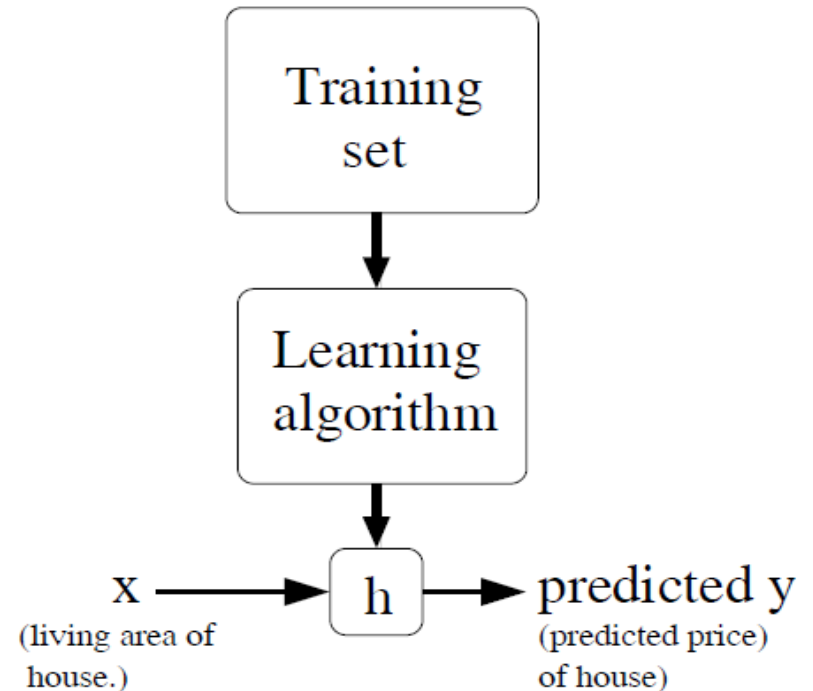 Training
set
Learning
algorithm
x
h
predicted y
(living area of
house.)
(predicted price)
of house)